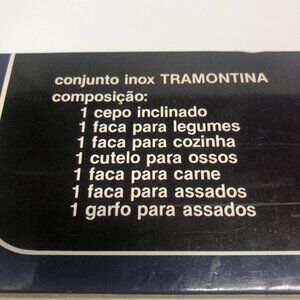 conjunto inox TRAMONTINA
composição:
1 cepo inclinado
1 faca para legumes
1 faca para cozinha
1 cutelo para ossos
1 faca para carne
1 faca para assados
1 garfo para assados